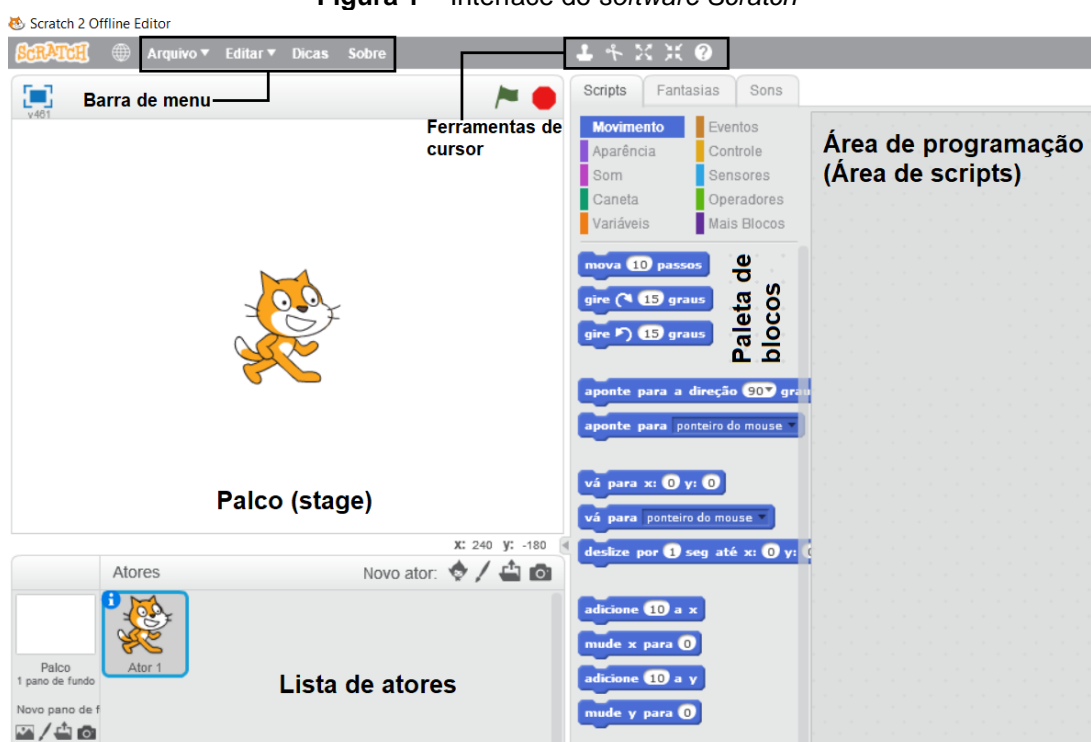 Figura 1 – Interface do software Scratch
Scratch 2 Offline Editor
SCRATCH Arquivo Editar Dicas Sobre
Barra de menu
v461
Ferramentas de
cursor
Palco (stage)
X: 240 y: -180
Scripts Fantasias Sons
Movimento Eventos
Aparência Controle
Som Sensores
Caneta Operadores
Variáveis Mais Blocos
Área de programação
(Área de scripts)
Paleta de
blocos
mova 10 passos
gire 15 graus
gire 15 graus
aponte para a direção 90 grau
aponte para ponteiro do mouse
vá para x: 0 y: 0
vá para ponteiro do mouse
deslize por 1 seg até x: 0 y: 0
adicione 10 a x
mude x para 0
adicione 10 a y
mude y para 0
Atores Novo ator:
Palco
1 pano de fundo
Novo pano de f
Ator 1
Lista de atores